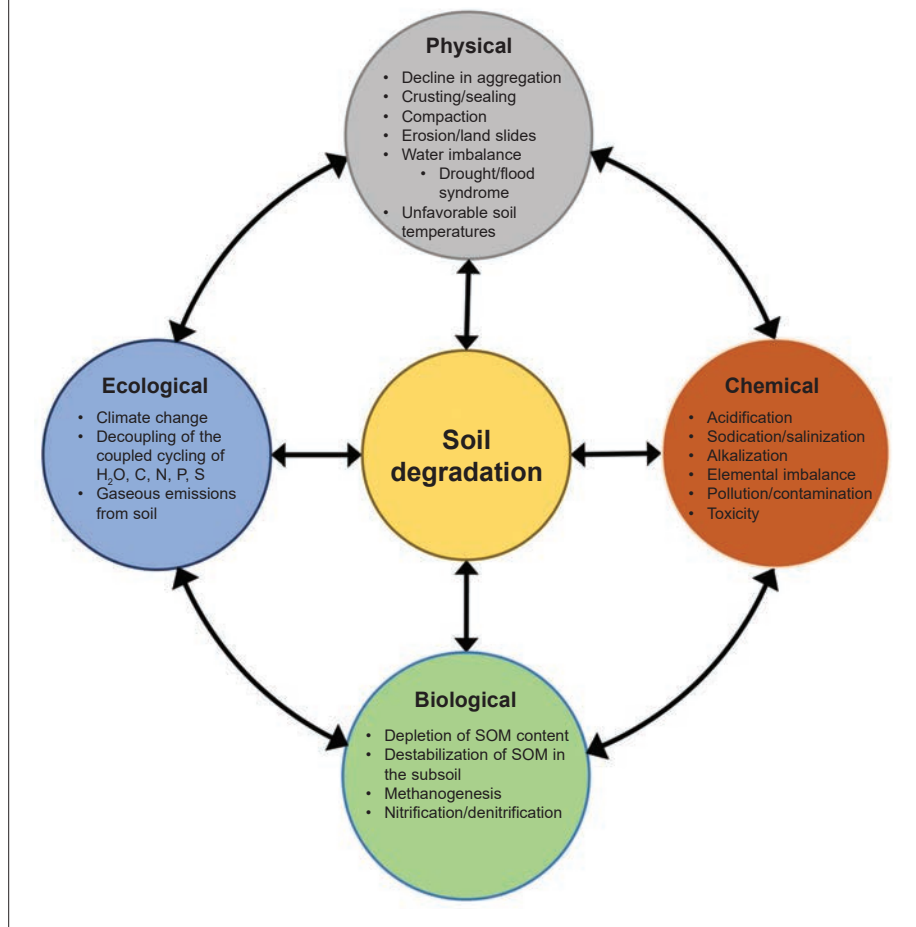 Physical
• Decline in aggregation
• Crusting/sealing
• Compaction
• Erosion/land slides
• Water imbalance
• Drought/flood
syndrome
• Unfavorable soil
temperatures
Ecological
• Climate change
• Decoupling of the
coupled cycling of
H₂O, C, N, P, S
• Gaseous emissions
from soil
Soil
degradation
Chemical
• Acidification
• Sodication/salinization
• Alkalization
• Elemental imbalance
• Pollution/contamination
• Toxicity
Biological
• Depletion of SOM content
• Destabilization of SOM in
the subsoil
• Methanogenesis
• Nitrification/denitrification